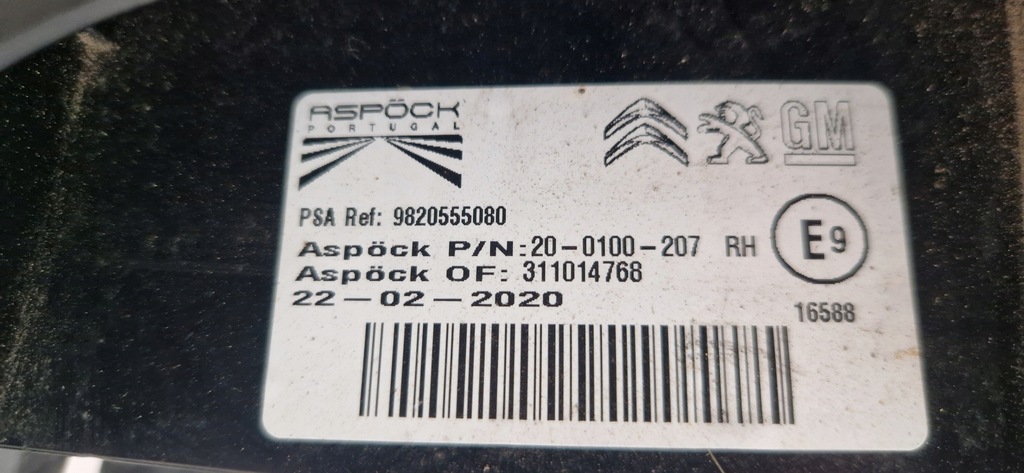 ASPÖCK
PORTUGAL
GM
PSA Ref: 9820555080
Aspöck P/N:20-0100-207 RH
E9
Aspöck OF: 311014768
22-02-2020
16588